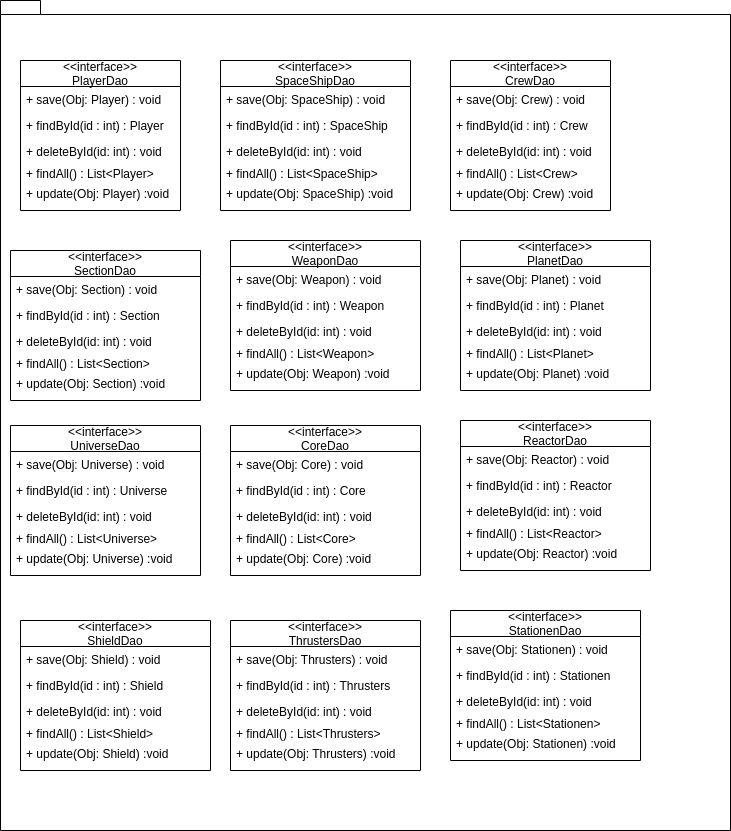 <<interface>>
PlayerDao
+ save(Obj: Player) : void
+ findById(id : int) : Player
+ deleteById(id: int) : void
+ findAll() : List<Player>
+ update(Obj: Player) :void
<<interface>>
SpaceShipDao
+ save(Obj: SpaceShip) : void
+ findById(id : int) : SpaceShip
+ deleteById(id: int) : void
+ findAll() : List<SpaceShip>
+ update(Obj: SpaceShip) :void
<<interface>>
CrewDao
+ save(Obj: Crew) : void
+ findById(id : int) : Crew
+ deleteById(id: int) : void
+ findAll() : List<Crew>
+ update(Obj: Crew) :void
<<interface>>
SectionDao
+ save(Obj: Section) : void
+ findById(id : int) : Section
+ deleteById(id: int) : void
+ findAll() : List<Section>
+ update(Obj: Section) :void
<<interface>>
WeaponDao
+ save(Obj: Weapon) : void
+ findById(id : int) : Weapon
+ deleteById(id: int) : void
+ findAll() : List<Weapon>
+ update(Obj: Weapon) :void
<<interface>>
PlanetDao
+ save(Obj: Planet) : void
+ findById(id : int) : Planet
+ deleteById(id: int) : void
+ findAll() : List<Planet>
+ update(Obj: Planet) :void
<<interface>>
UniverseDao
+ save(Obj: Universe) : void
+ findById(id : int) : Universe
+ deleteById(id: int) : void
+ findAll() : List<Universe>
+ update(Obj: Universe) :void
<<interface>>
CoreDao
+ save(Obj: Core) : void
+ findById(id : int) : Core
+ deleteById(id: int) : void
+ findAll() : List<Core>
+ update(Obj: Core) :void
<<interface>>
ReactorDao
+ save(Obj: Reactor) : void
+ findById(id : int) : Reactor
+ deleteById(id: int) : void
+ findAll() : List<Reactor>
+ update(Obj: Reactor) :void
<<interface>>
ShieldDao
+ save(Obj: Shield) : void
+ findById(id : int) : Shield
+ deleteById(id: int) : void
+ findAll() : List<Shield>
+ update(Obj: Shield) :void
<<interface>>
ThrustersDao
+ save(Obj: Thrusters) : void
+ findById(id : int) : Thrusters
+ deleteById(id: int) : void
+ findAll() : List<Thrusters>
+ update(Obj: Thrusters) :void
<<interface>>
StationenDao
+ save(Obj: Stationen) : void
+ findById(id : int) : Stationen
+ deleteById(id: int) : void
+ findAll() : List<Stationen>
+ update(Obj: Stationen) :void